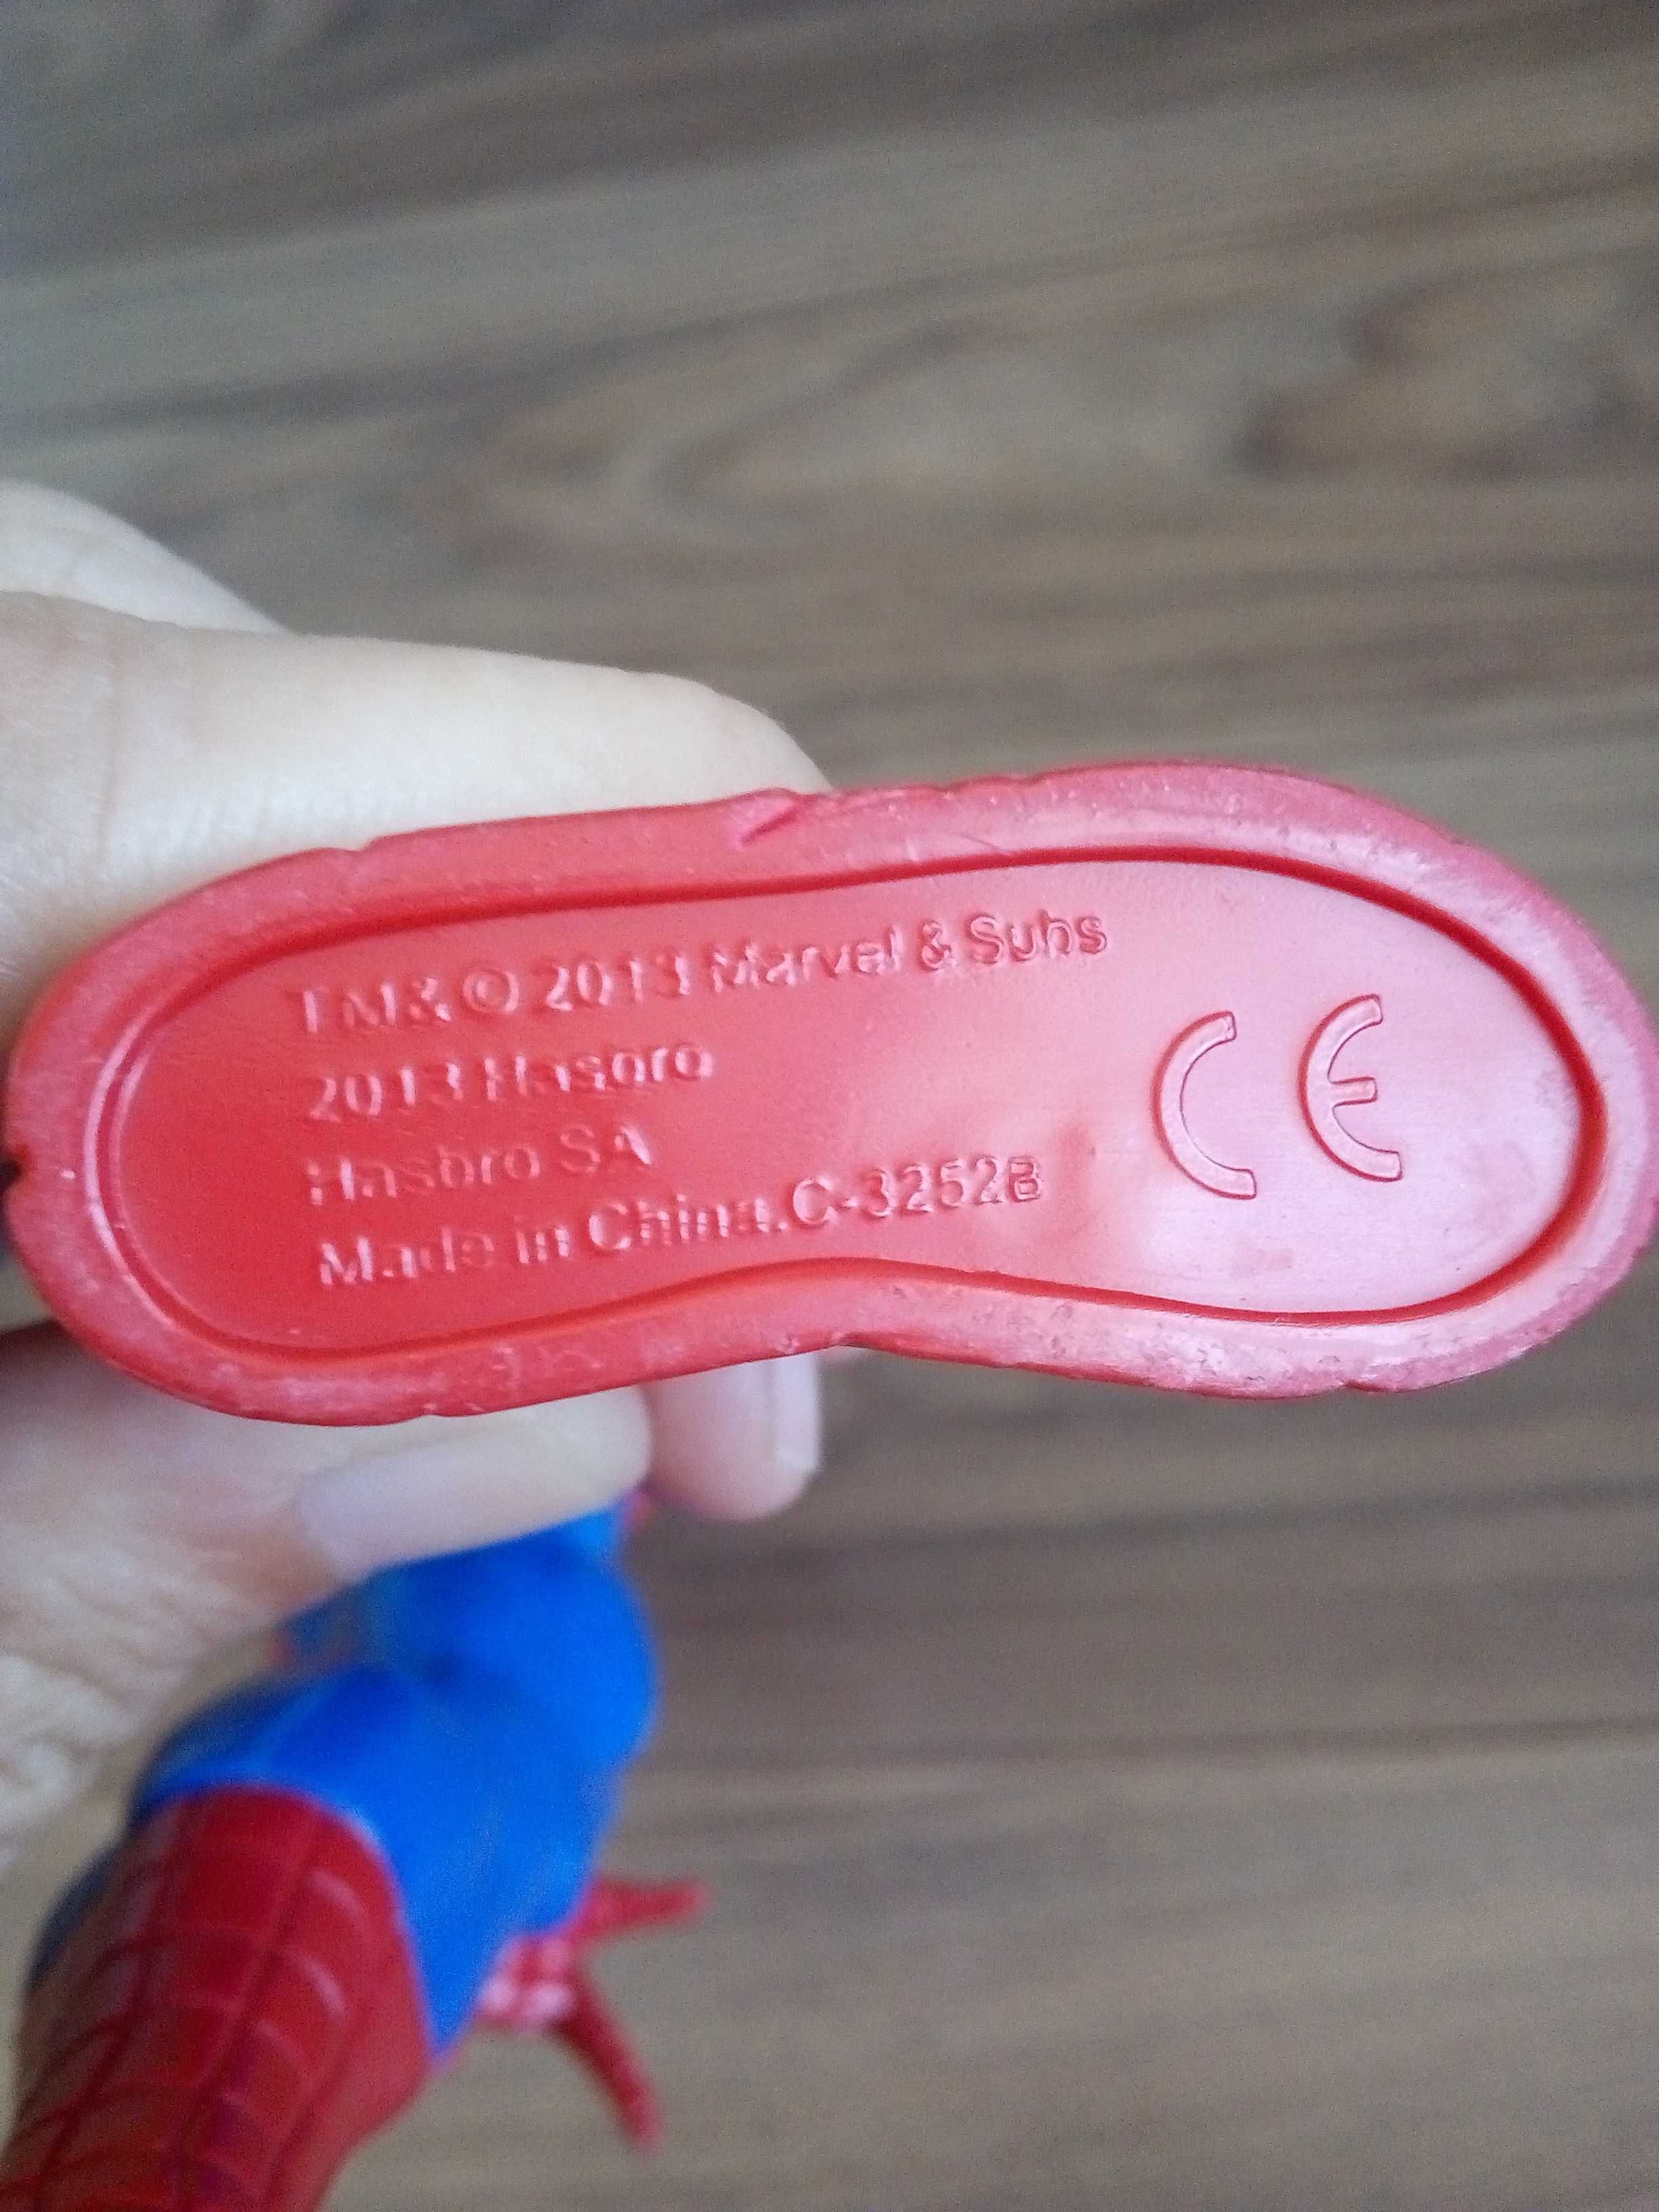 TM& © 2013 Marvel & Subs
2013 Hasbro
Hasbro SA
Made in China.C-3252B
CE